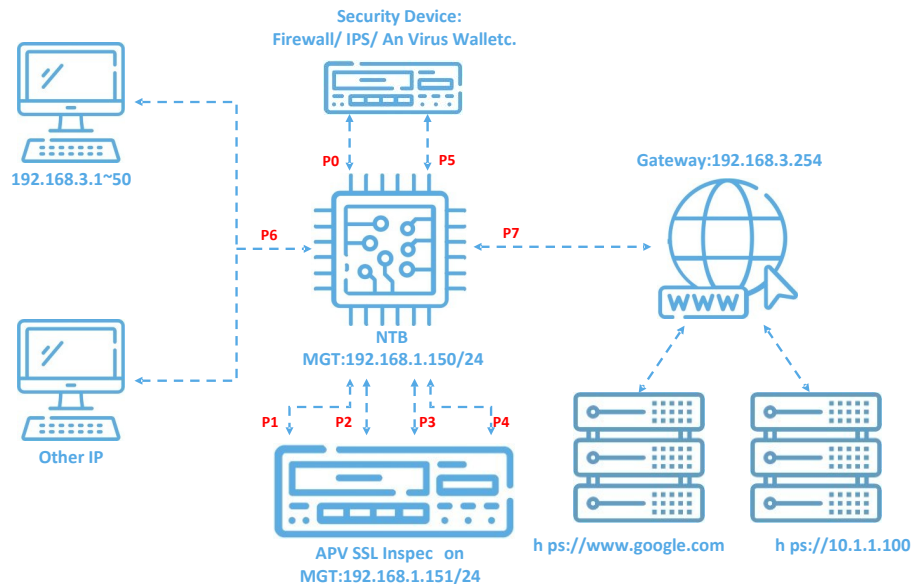 Security Device:
Firewall/ IPS/ An Virus Walletc.
P0
P5
192.168.3.1~50
Gateway:192.168.3.254
P6
P7
WWW
NTB
MGT:192.168.1.150/24
P1
P2
P3
P4
Other IP
APV SSL Inspec on
MGT:192.168.1.151/24
h ps://www.google.com
h ps://10.1.1.100